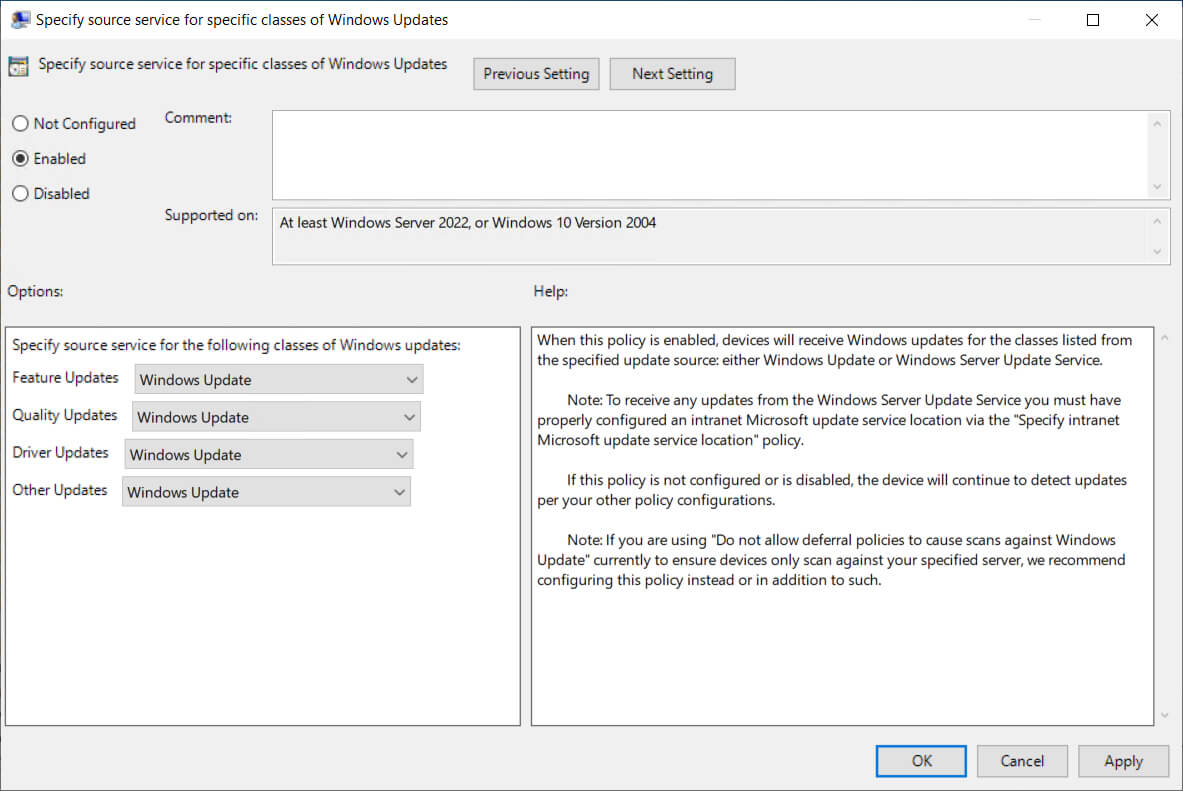 Specify source service for specific classes of Windows Updates
Specify source service for specific classes of Windows Updates
Previous Setting
Next Setting
Not Configured
Enabled
Disabled
Comment:
Supported on:
At least Windows Server 2022, or Windows 10 Version 2004
Options:
Help:
Specify source service for the following classes of Windows updates:
Feature Updates
Windows Update
Quality Updates
Windows Update
Driver Updates
Windows Update
Other Updates
Windows Update
When this policy is enabled, devices will receive Windows updates for the classes listed from
the specified update source: either Windows Update or Windows Server Update Service.
Note: To receive any updates from the Windows Server Update Service you must have
properly configured an intranet Microsoft update service location via the "Specify intranet
Microsoft update service location" policy.
If this policy is not configured or is disabled, the device will continue to detect updates
per your other policy configurations.
Note: If you are using "Do not allow deferral policies to cause scans against Windows
Update" currently to ensure devices only scan against your specified server, we recommend
configuring this policy instead or in addition to such.
OK
Cancel
Apply